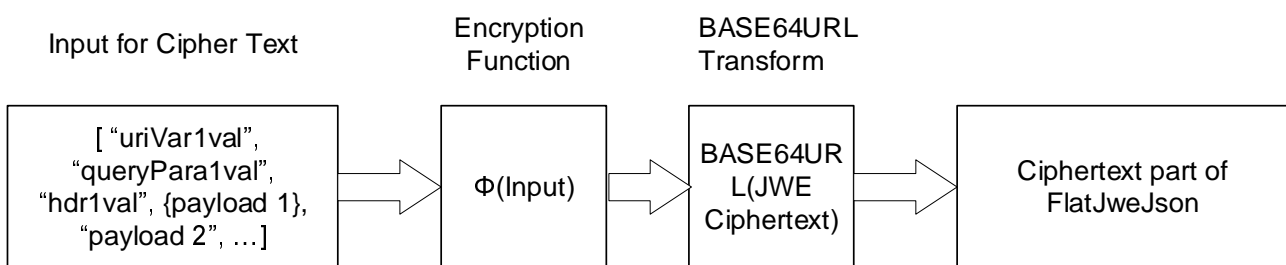 Input for Cipher Text
Encryption
Function
BASE64URL
Transform
[ “uriVar1val”,
“queryPara1val”,
“hdr1val”, {payload 1},
“payload 2”, …]
Φ(Input)
BASE64UR
L(JWE
Ciphertext)
Ciphertext part of
FlatJweJson